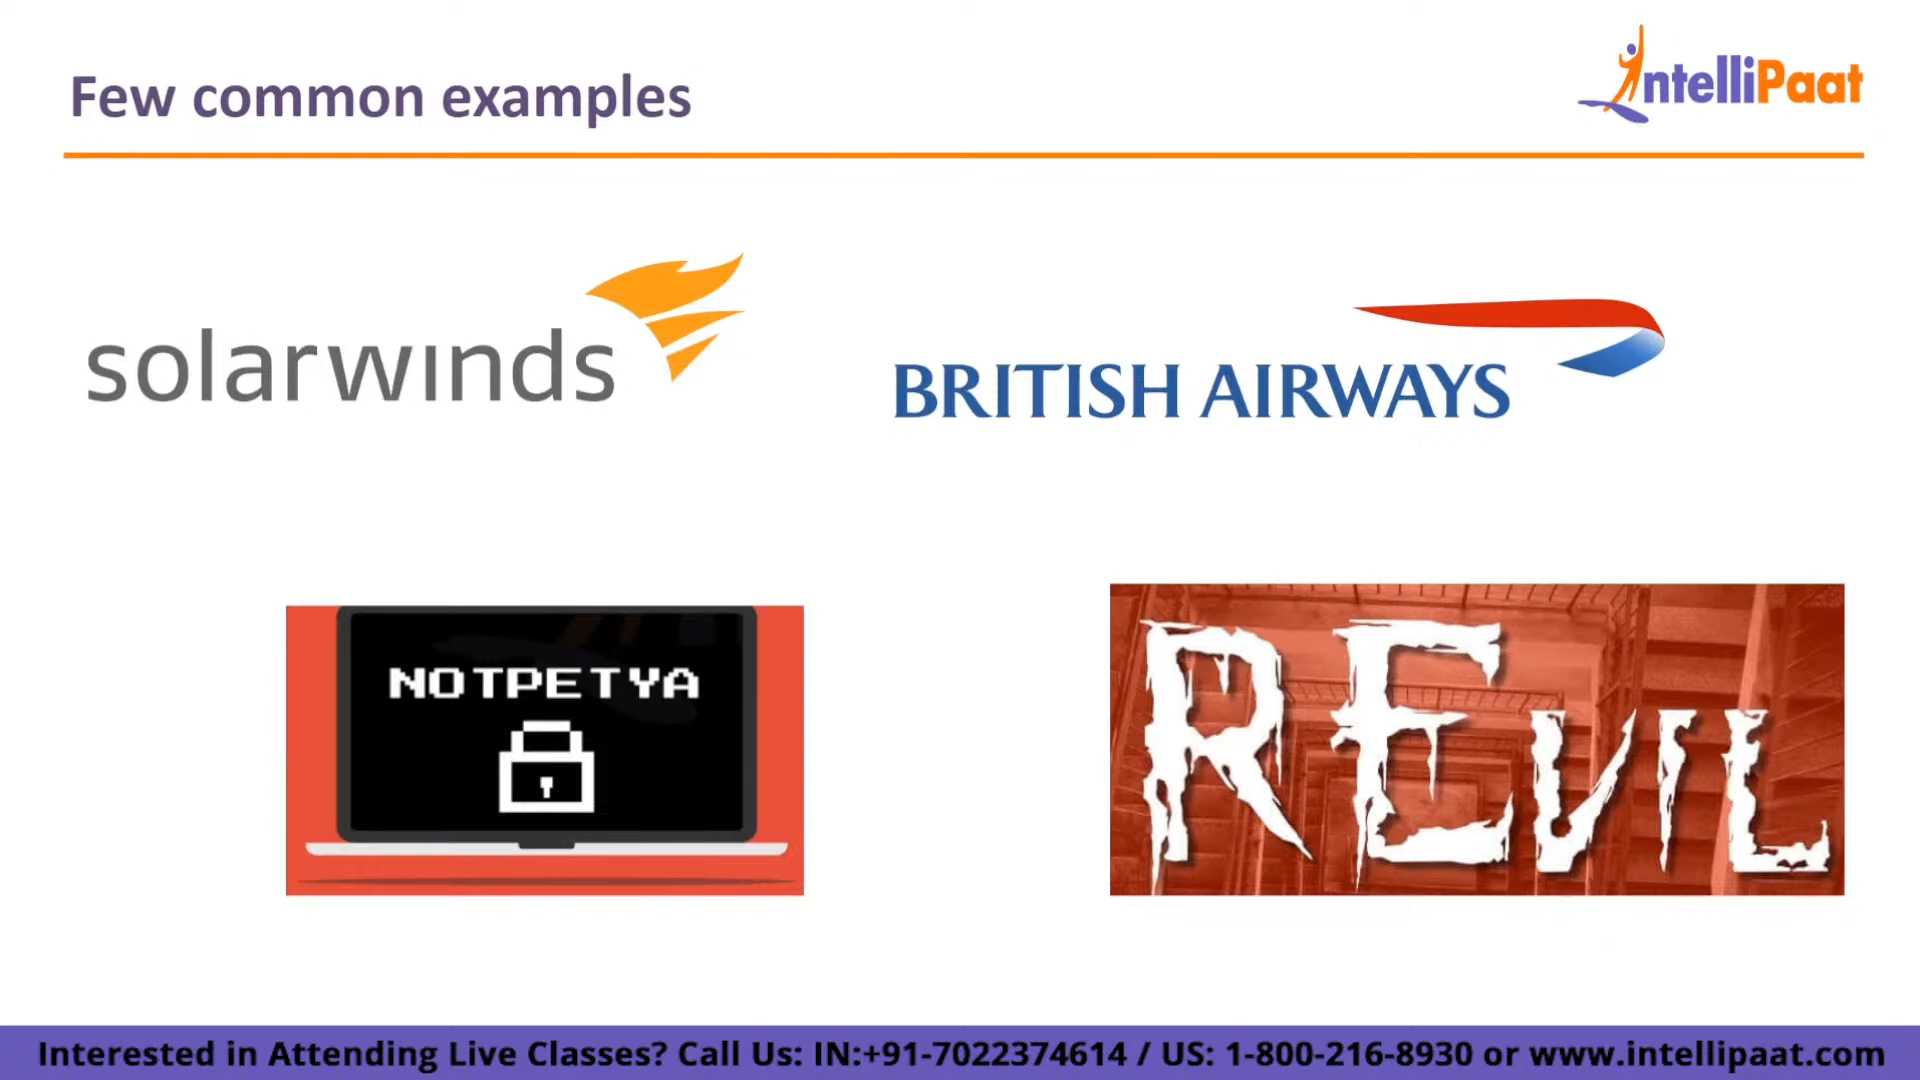 Few common examples
IntelliPaat
solarwinds
BRITISH AIRWAYS
NOTPETYA
REVIL
Interested in Attending Live Classes? Call Us: IN:+91-7022374614 / US: 1-800-216-8930 or www.intellipaat.com